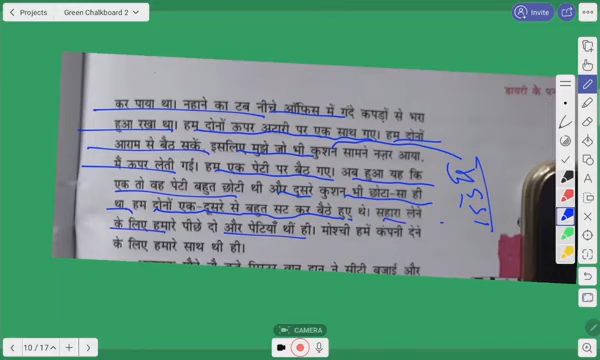 Projects
Green Chalkboard 2
Invite
डायरी के पन
कर पाया था। नहाने का टब नीचे ऑफिस में गंदे कपड़ों से भरा
हुआ रखा था। हम दोनों ऊपर अटारी पर एक साथ गए। हम दोनों
आराम से बैठ सकें, इसलिए मुझे जो भी कुशन सामने नज़र आया,
मैं ऊपर लेती गई। हम एक पेटी पर बैठ गए। अब हुआ यह कि
एक तो वह पेटी बहुत छोटी थी और दूसरे कुशन भी छोटा-सा ही
था। हम दोनों एक-दूसरे से बहुत सट कर बैठे हुए थे। सहारा लेने
के लिए हमारे पीछे दो और पेटियाँ थीं ही। मोश्ची हमें कंपनी देने
के लिए हमारे साथ थी ही।
ने सीटी बजाई और
CAMERA
10 / 17